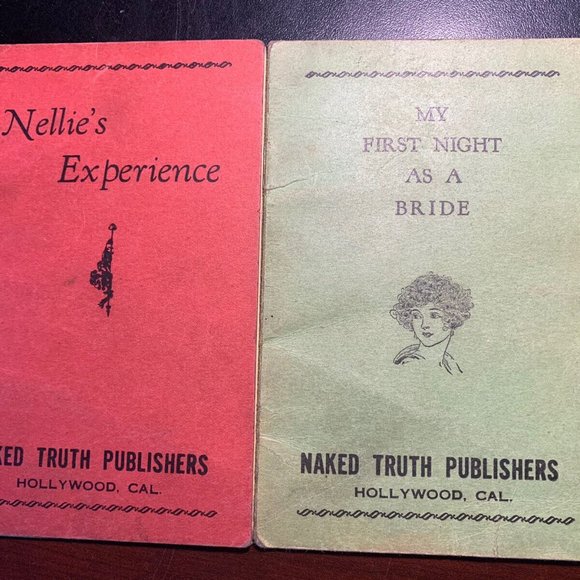 Nellie's
Experience
KED TRUTH PUBLISHERS
HOLLYWOOD, CAL.
MY
FIRST NIGHT
AS A
BRIDE
NAKED TRUTH PUBLISHERS
HOLLYWOOD, CAL.